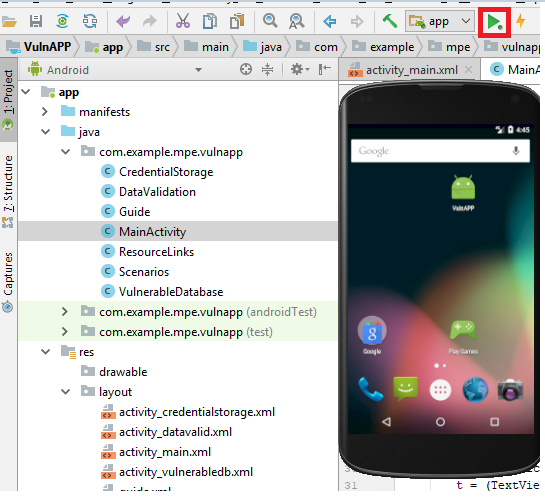 app
VulnAPP app src main java com example mpe vulnapp
1: Project
Android
activity_main.xml
MainA
app
manifests
java
com.example.mpe.vulnapp
CredentialStorage
DataValidation
Guide
MainActivity
ResourceLinks
Scenarios
VulnerableDatabase
com.example.mpe.vulnapp (androidTest)
com.example.mpe.vulnapp (test)
res
drawable
layout
activity_credentialstorage.xml
activity_datavalid.xml
activity_main.xml
activity_vulnerabledb.xml
guide.xml
7: Structure
Captures
4:45
Google
VulnAPP
Google
Play Games
31
t = (TextVie